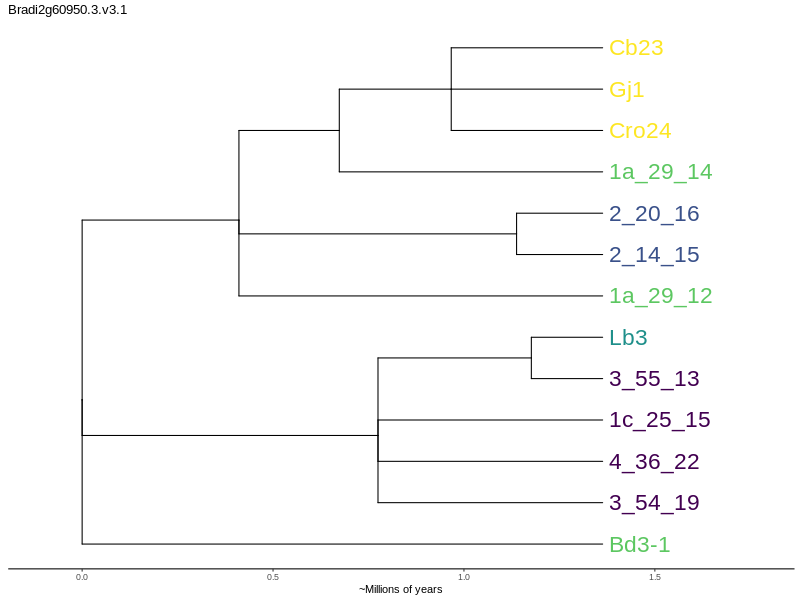 Bradi2g60950.3.v3.1
Cb23
Gj1
Cro24
1a_29_14
2_20_16
2_14_15
1a_29_12
Lb3
3_55_13
1c_25_15
4_36_22
3_54_19
Bd3-1
0.0 0.5 1.0 1.5
~Millions of years